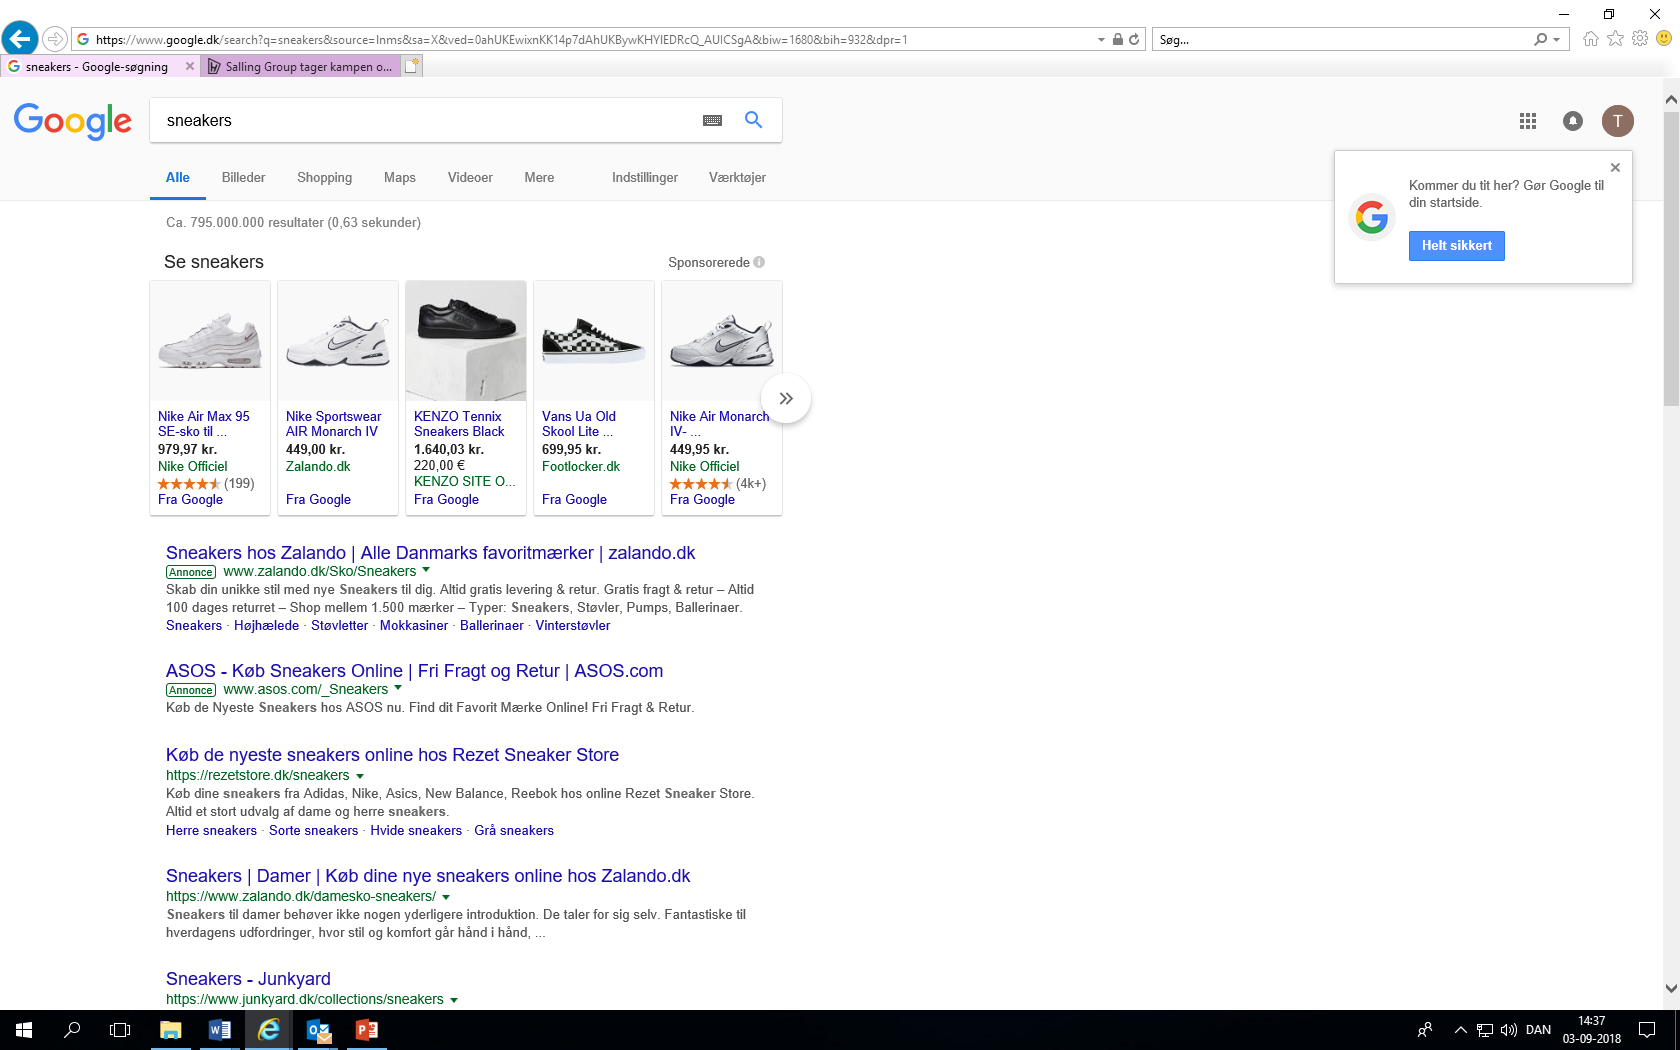 https://www.google.dk/search?q=sneakers&source=lnms&sa=X&ved=0ahUKEwixnKK14p7dAhUKBywKHYIEDRcQ_AUICSgA&biw=1680&bih=932&dpr=1
Søg...
sneakers - Google-søgning
Salling Group tager kampen o...
Google
sneakers
T
Alle
Billeder
Shopping
Maps
Videoer
Mere
Indstillinger
Værktøjer
Kommer du tit her? Gør Google til
din startside.
Helt sikkert
Ca. 795.000.000 resultater (0,63 sekunder)
Se sneakers
Sponsorerede
Nike Air Max 95
SE-sko til ...
979,97 kr.
Nike Officiel
(199)
Fra Google
Nike Sportswear
AIR Monarch IV
449,00 kr.
Zalando.dk
Fra Google
KENZO Tennix
Sneakers Black
1.640,03 kr.
220,00 €
KENZO SITE O...
Fra Google
Vans Ua Old
Skool Lite ...
699,95 kr.
Footlocker.dk
Fra Google
Nike Air Monarch
IV- ...
449,95 kr.
Nike Officiel
(4k+)
Fra Google
Sneakers hos Zalando | Alle Danmarks favoritmærker | zalando.dk
Annonce www.zalando.dk/Sko/Sneakers
Skab din unikke stil med nye Sneakers til dig. Altid gratis levering & retur. Gratis fragt & retur – Altid
100 dages returret – Shop mellem 1.500 mærker – Typer: Sneakers, Støvler, Pumps, Ballerinaer.
Sneakers · Højhælede · Støvletter · Mokkasiner · Ballerinaer · Vinterstøvler
ASOS - Køb Sneakers Online | Fri Fragt og Retur | ASOS.com
Annonce www.asos.com/_Sneakers
Køb de Nyeste Sneakers hos ASOS nu. Find dit Favorit Mærke Online! Fri Fragt & Retur.
Køb de nyeste sneakers online hos Rezet Sneaker Store
https://rezetstore.dk/sneakers
Køb dine sneakers fra Adidas, Nike, Asics, New Balance, Reebok hos online Rezet Sneaker Store.
Altid et stort udvalg af dame og herre sneakers.
Herre sneakers · Sorte sneakers · Hvide sneakers · Grå sneakers
Sneakers | Damer | Køb dine nye sneakers online hos Zalando.dk
https://www.zalando.dk/damesko-sneakers/
Sneakers til damer behøver ikke nogen yderligere introduktion. De taler for sig selv. Fantastiske til
hverdagens udfordringer, hvor stil og komfort går hånd i hånd, ...
Sneakers - Junkyard
https://www.junkyard.dk/collections/sneakers
DAN
14:37
03-09-2018